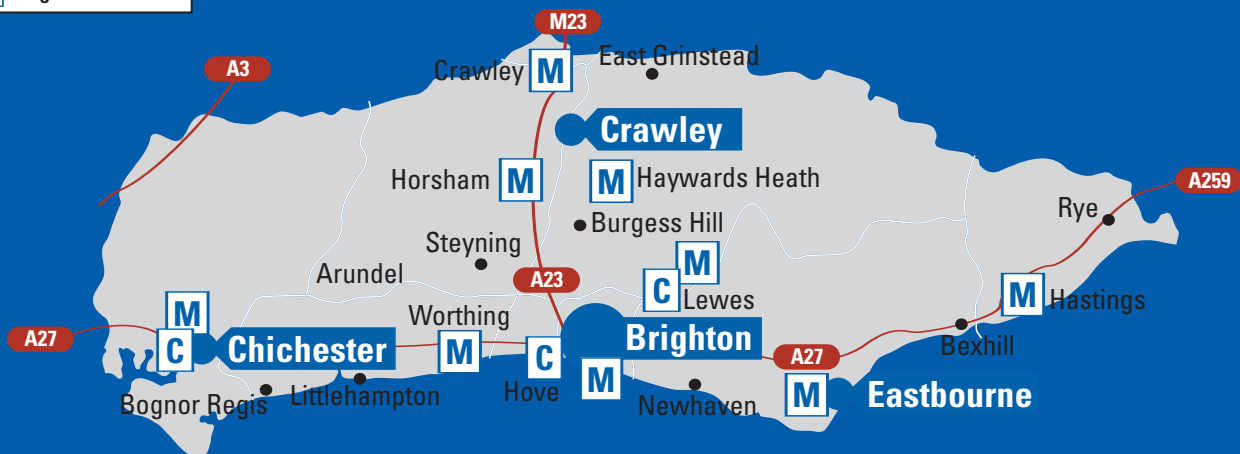 M23
A3
Crawley
M
East Grinstead
Crawley
Horsham
M
M
Haywards Heath
A259
Rye
Burgess Hill
Steyning
M
Arundel
A23
C
Lewes
M
Hastings
M
Worthing
A27
C
Chichester
M
C
Brighton
A27
Bexhill
Hove
M
Bognor Regis
Littlehampton
Newhaven
M
Eastbourne